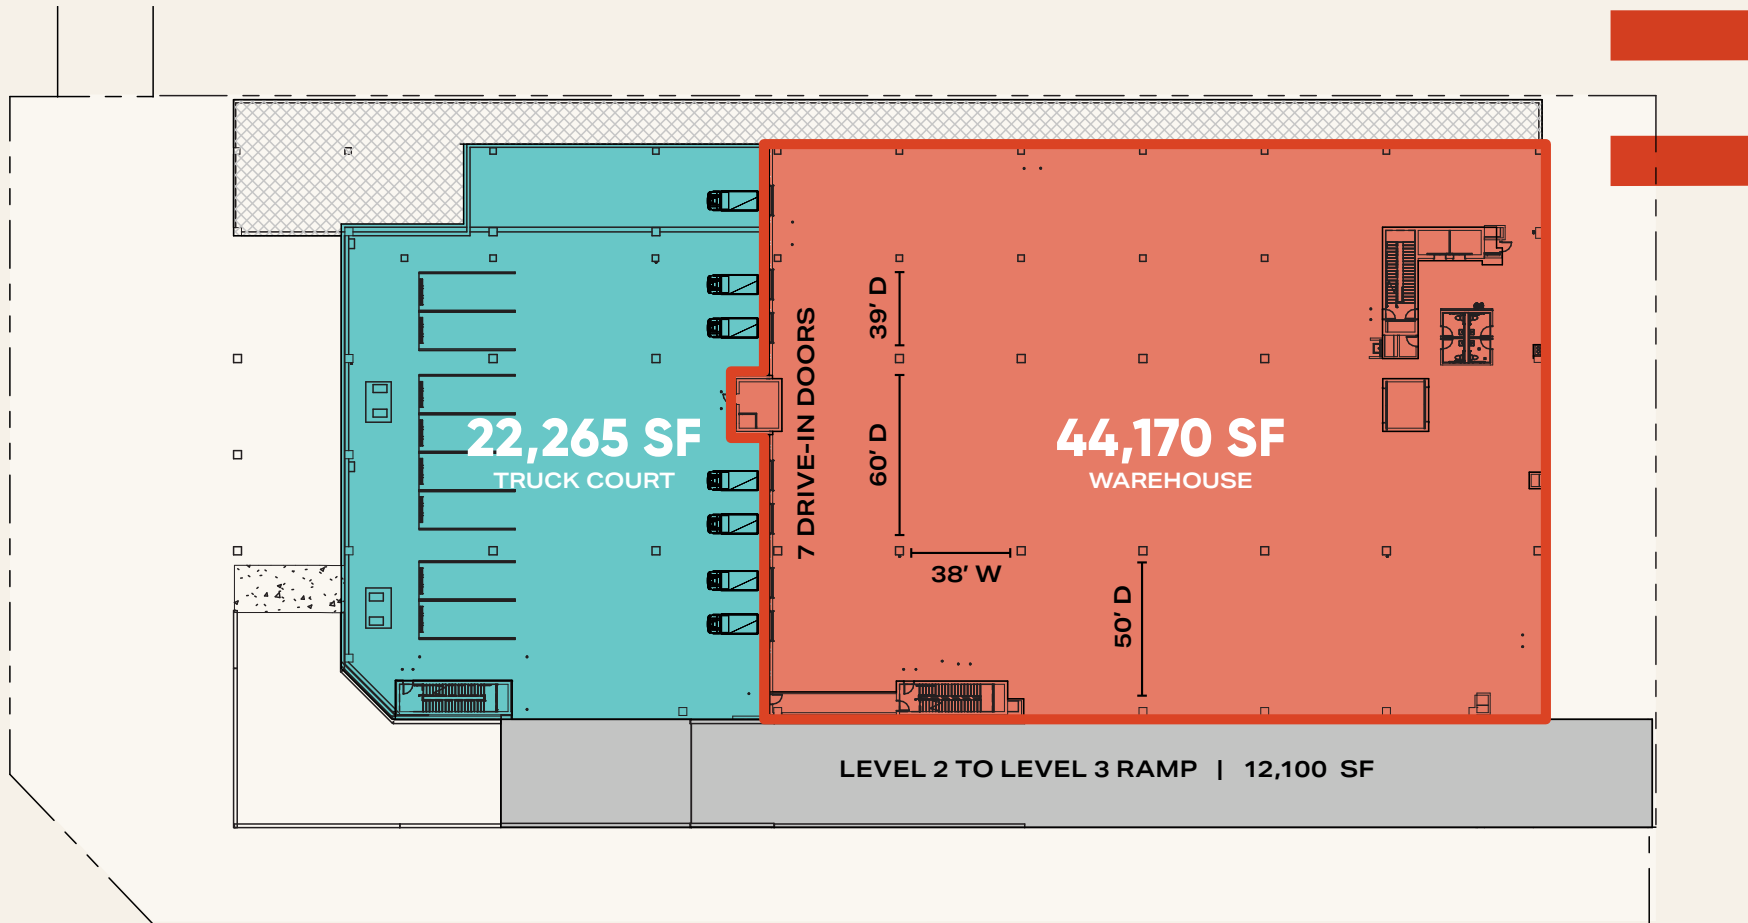 22,265 SF
TRUCK COURT
7 DRIVE-IN DOORS
39' D
60' D
38' W
50' D
44,170 SF
WAREHOUSE
LEVEL 2 TO LEVEL 3 RAMP | 12,100 SF